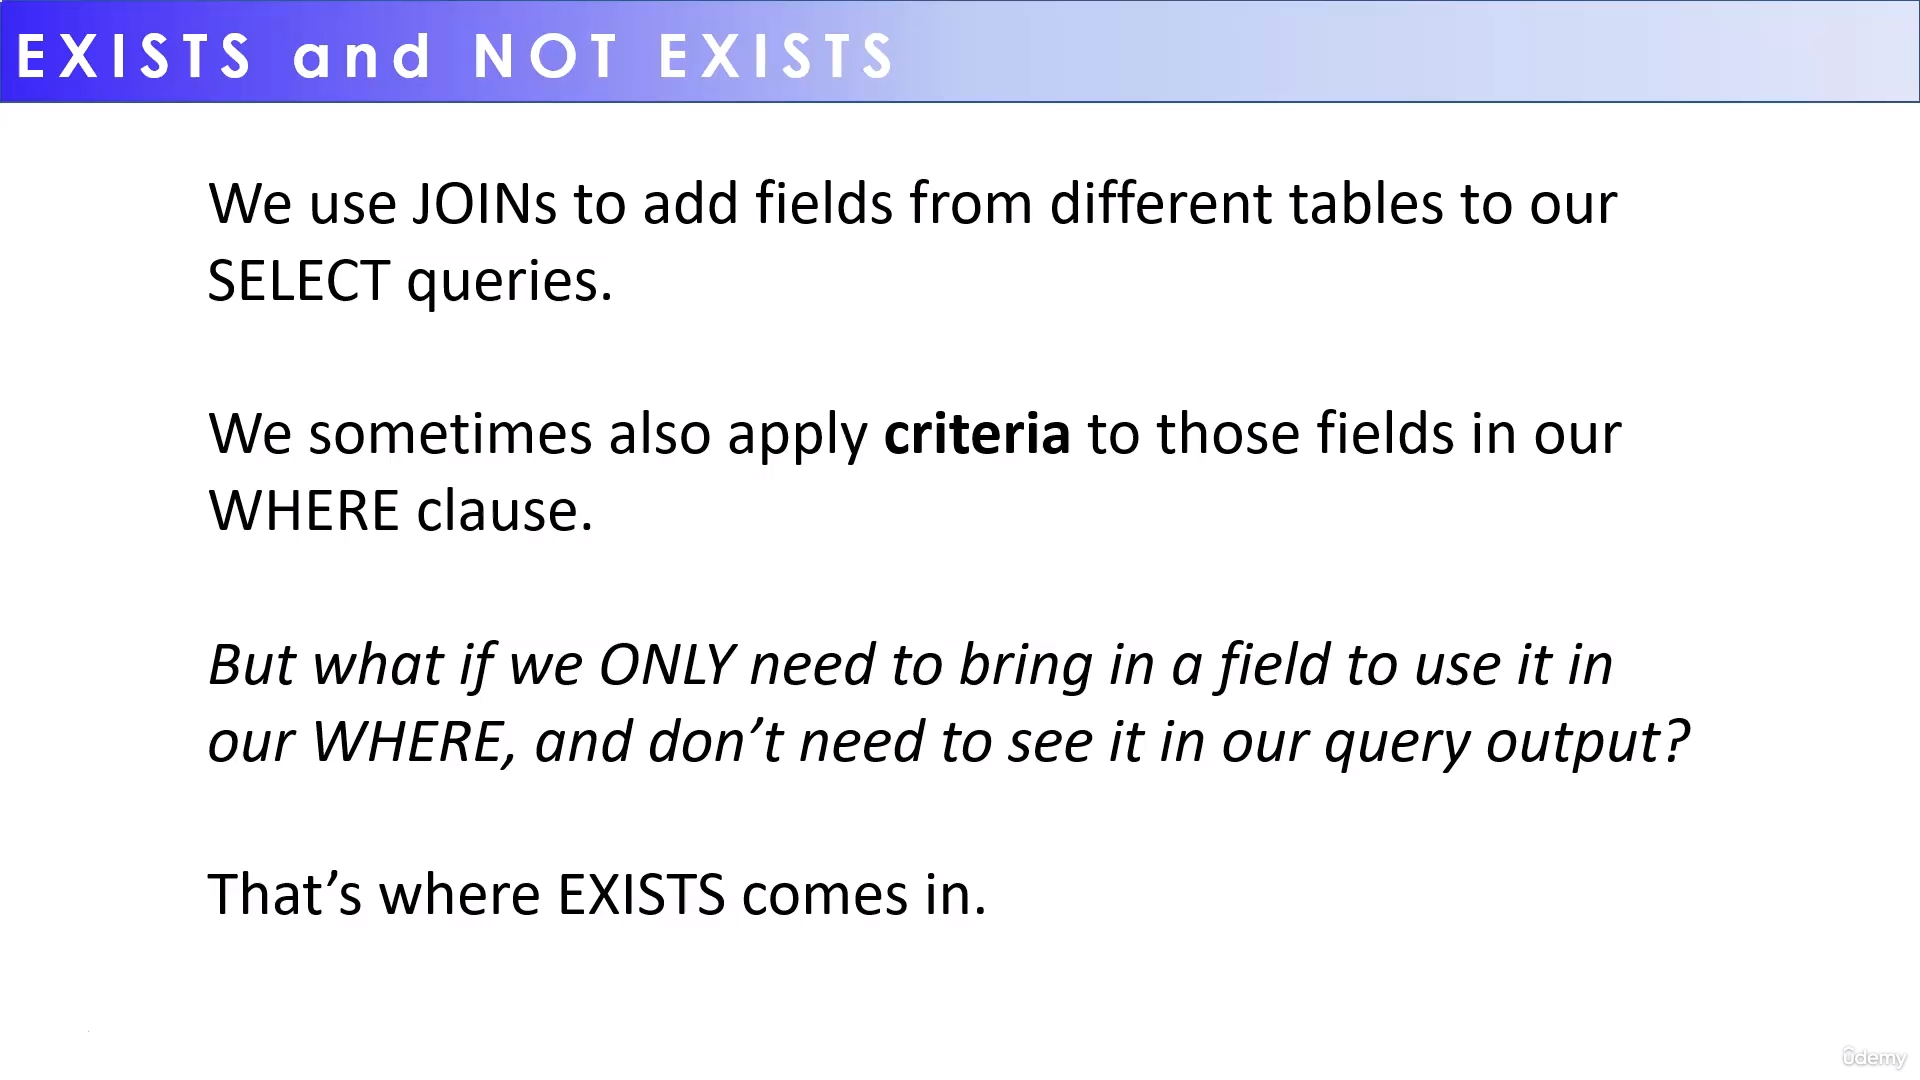 EXISTS and NOT EXISTS
We use JOINs to add fields from different tables to our
SELECT queries.
We sometimes also apply criteria to those fields in our
WHERE clause.
But what if we ONLY need to bring in a field to use it in
our WHERE, and don’t need to see it in our query output?
That’s where EXISTS comes in.
ûdemy